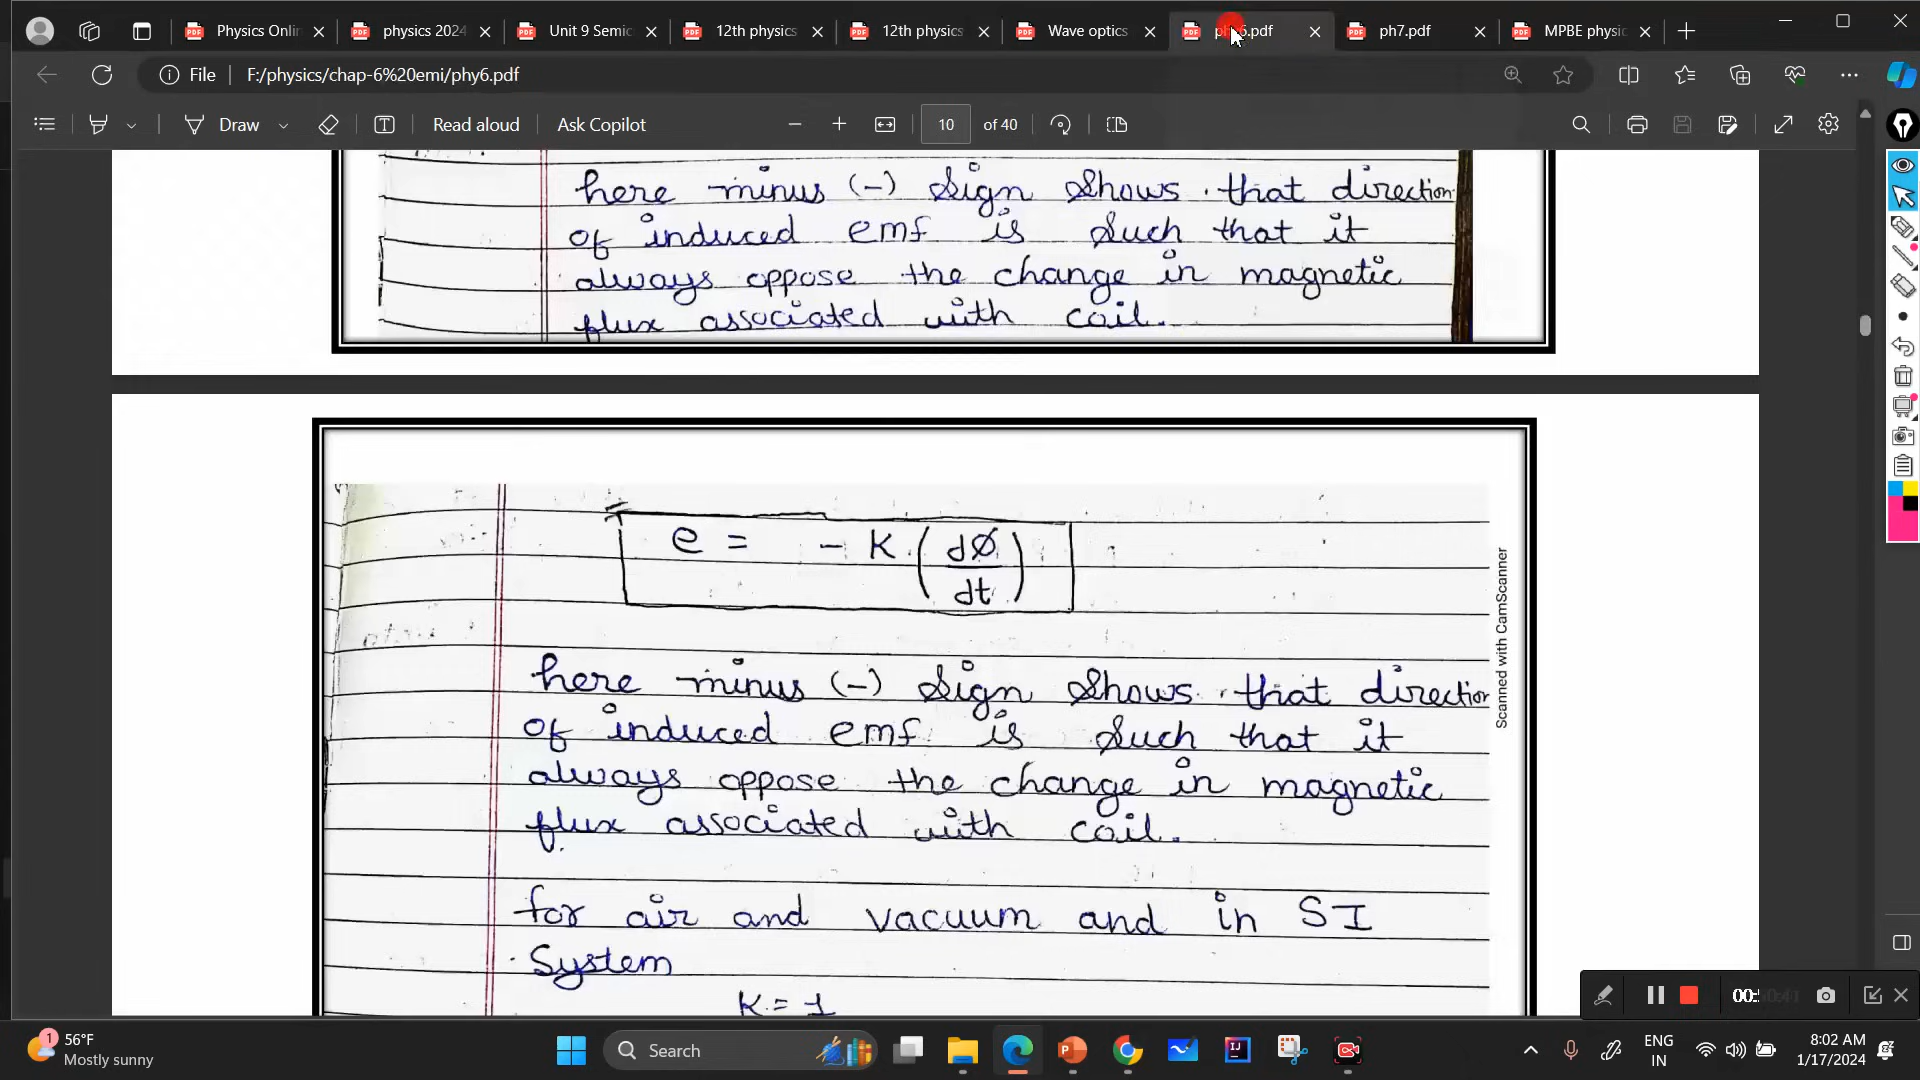 Physics Onlin
physics 2024
Unit 9 Semic
12th physics
12th physics
Wave optics
ph7.pdf
MPBE physic
File
F:/physics/chap-6%20emi/phy6.pdf
Draw
Read aloud
Ask Copilot
10 of 40
here minus (-) sign shows that direction
of induced emf is such that it
always oppose the change in magnetic
flux associated with coil.
e = - K (dØ/dt)
here minus (-) sign shows that direction
of induced emf is such that it
always oppose the change in magnetic
flux associated with coil.
for air and vacuum and in SI
System
K = 1
Scanned with CamScanner
1
56°F
Mostly sunny
Search
ENG
IN
8:02 AM
1/17/2024